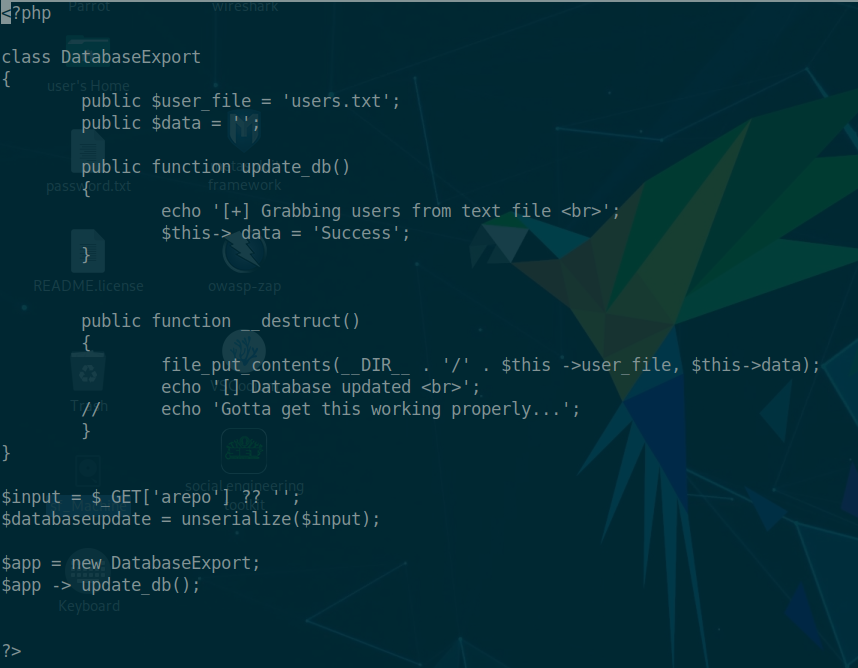 Parrot
wireshark
<?php
class DatabaseExport
{
user's Home
public $user_file = 'users.txt';
public $data = '';
public function update_db()
password.txt
framework
{
echo '[+] Grabbing users from text file <br>';
$this-> data = 'Success';
}
README.license
owasp-zap
public function __destruct()
{
file_put_contents(__DIR__ . '/' . $this ->user_file, $this->data);
echo '[] Database updated <br>';
Trash
// echo 'Gotta get this working properly...';
}
}
social engineering
toolkit
$input = $_GET['arepo'] ?? '';
$databaseupdate = unserialize($input);
$app = new DatabaseExport;
$app -> update_db();
Keyboard
?>